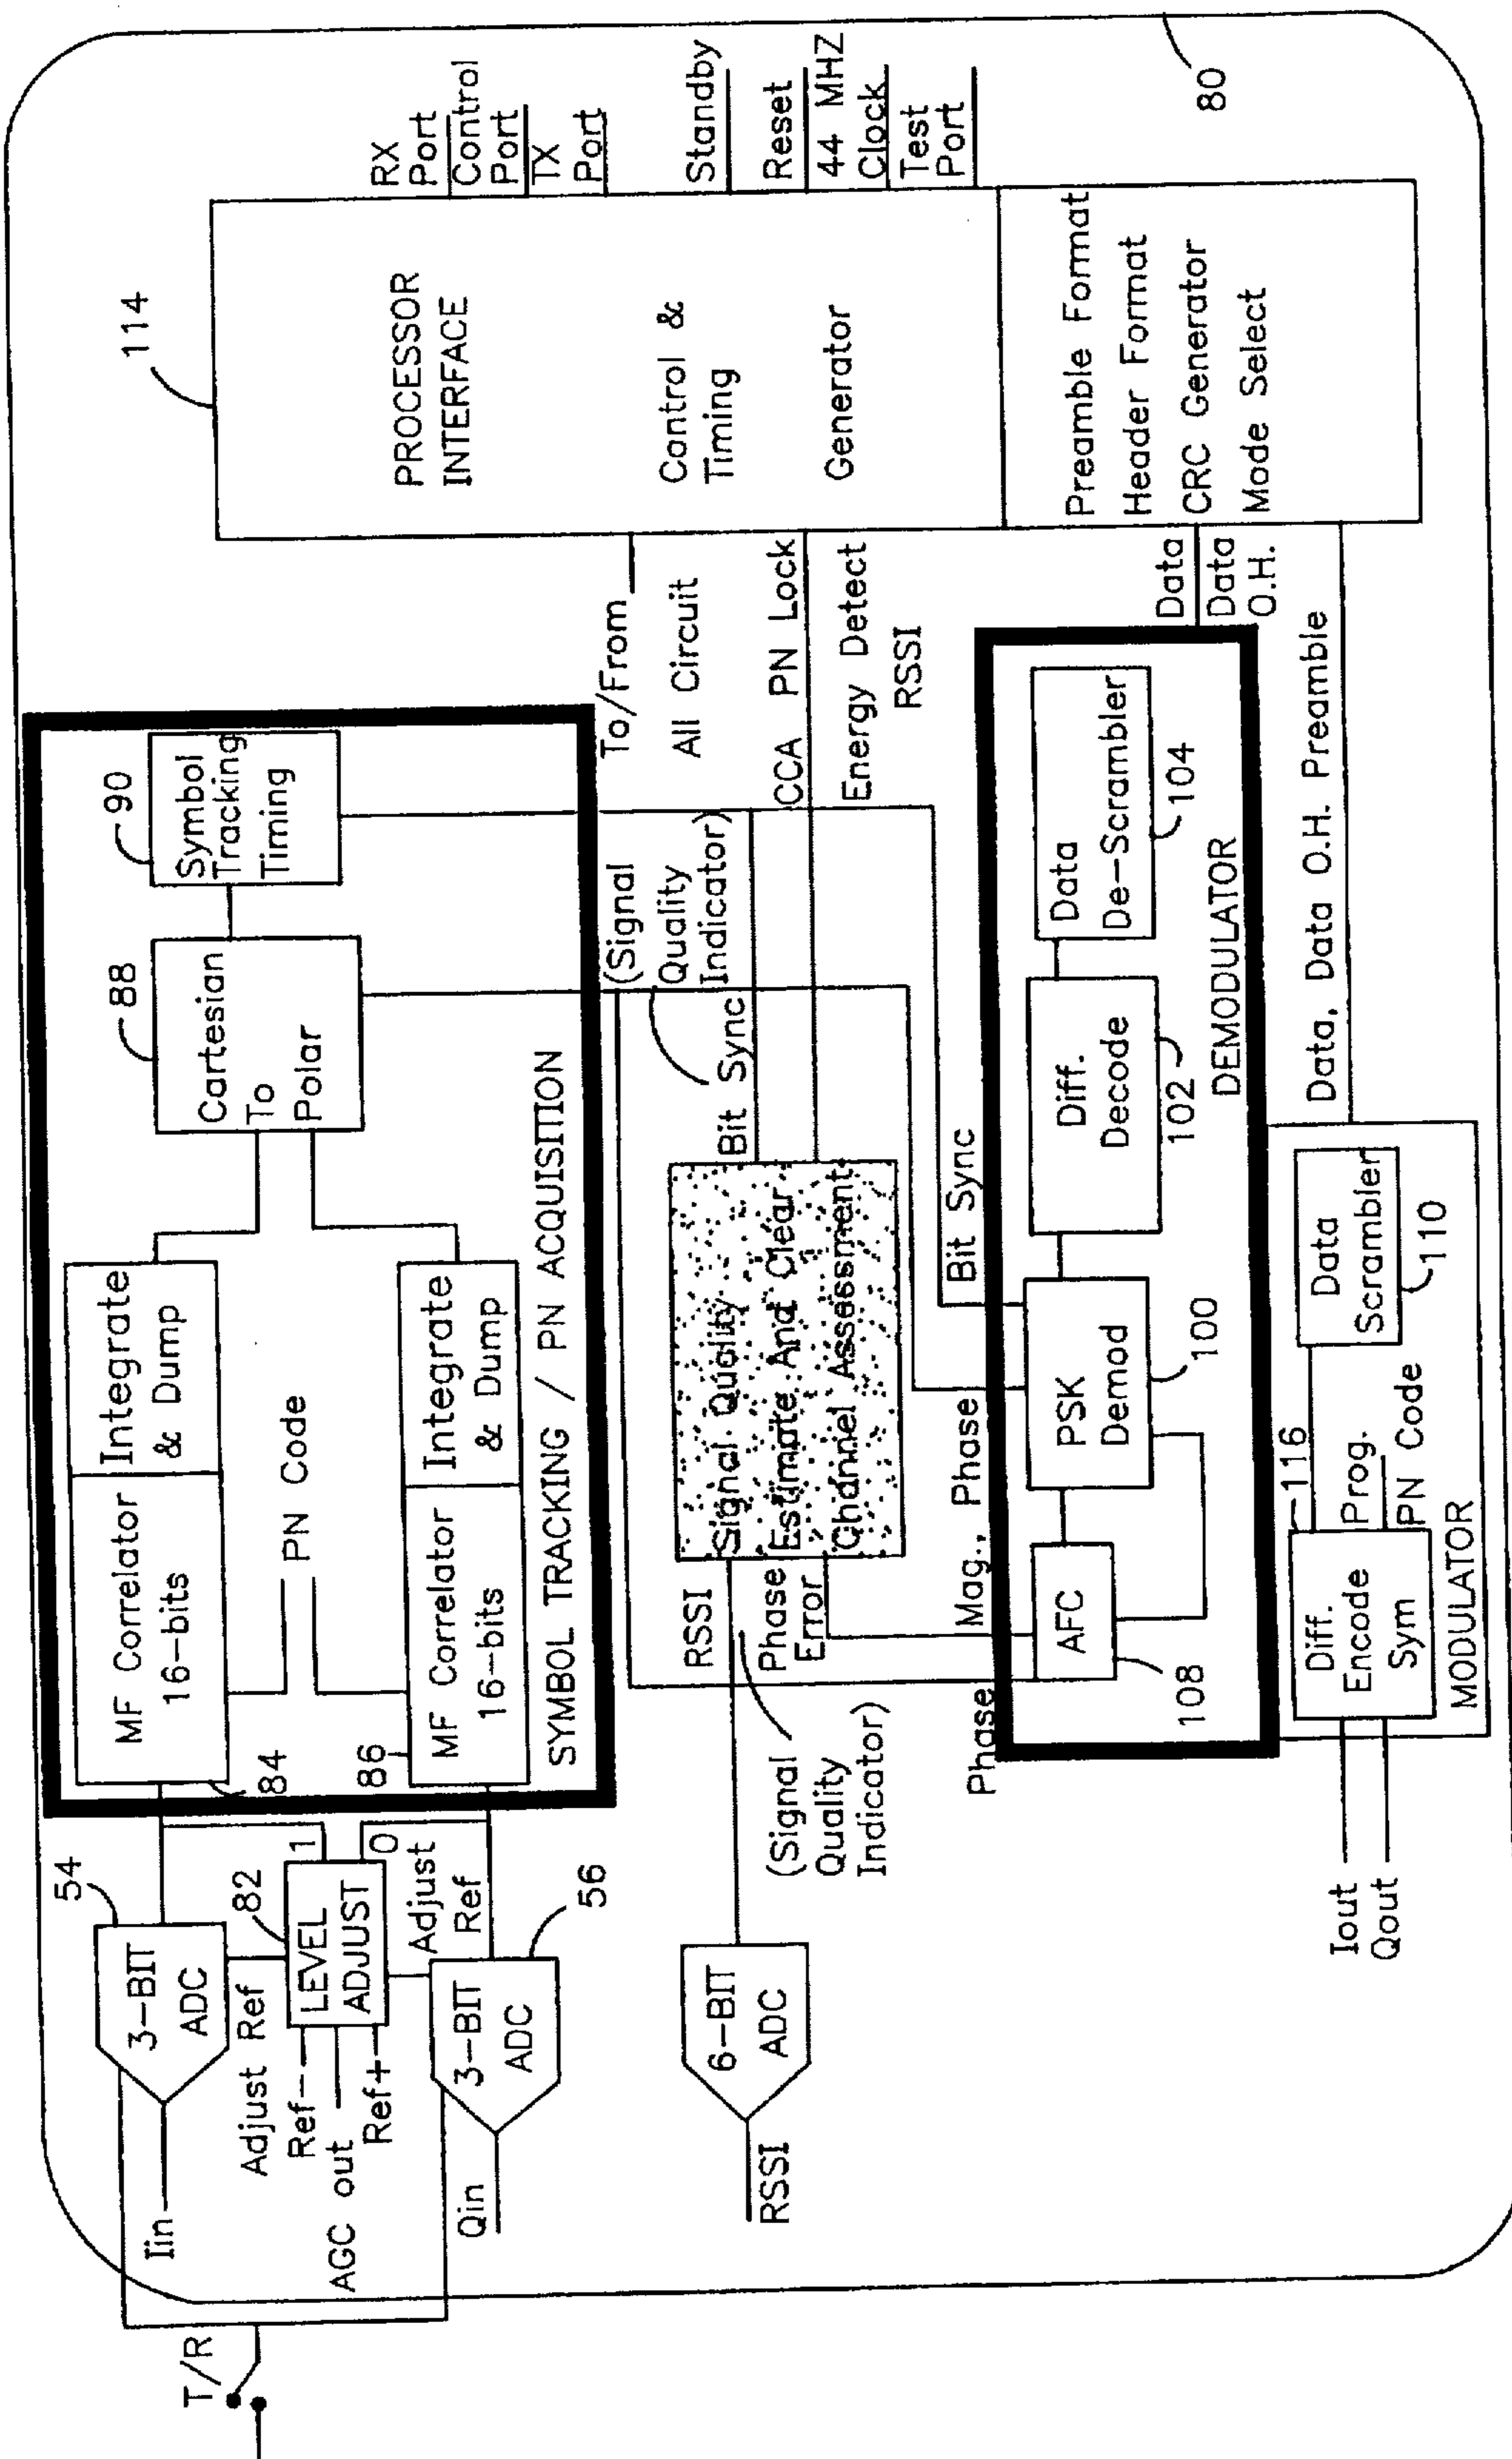 T/R
Iin
3-BIT
ADC
54
Adjust Ref
Ref-
AGC out
Ref+
82
LEVEL
ADJUST
1
0
Adjust
Ref
Qin
3-BIT
ADC
56
RSSI
6-BIT
ADC
MF Correlator
16-bits
84
Integrate
& Dump
PN Code
86
MF Correlator
16-bits
Integrate
& Dump
SYMBOL TRACKING / PN ACQUISITION
88
Cartesian
To
Polar
90
Symbol
Tracking
Timing
RSSI
(Signal
Quality
Indicator)
Phase
Error
Signal Quality
Estimate And Clear
Channel Assessment
Bit Sync
(Signal
Quality
Indicator)
To/From
All Circuit
CCA PN Lock
Energy Detect
RSSI
Phase
Mag., Phase
Bit Sync
AFC
108
PSK
Demod
100
Diff.
Decode
102
Data
De-Scrambler
104
DEMODULATOR
Data
Data
O.H.
Data, Data O.H. Preamble
Iout
Qout
Diff.
Encode
Sym
116
Prog.
PN Code
Data
Scrambler
110
MODULATOR
114
PROCESSOR
INTERFACE
Control &
Timing
Generator
Preamble Format
Header Format
CRC Generator
Mode Select
RX
Port
Control
Port
TX
Port
Standby
Reset
44 MHZ
Clock
Test
Port
80